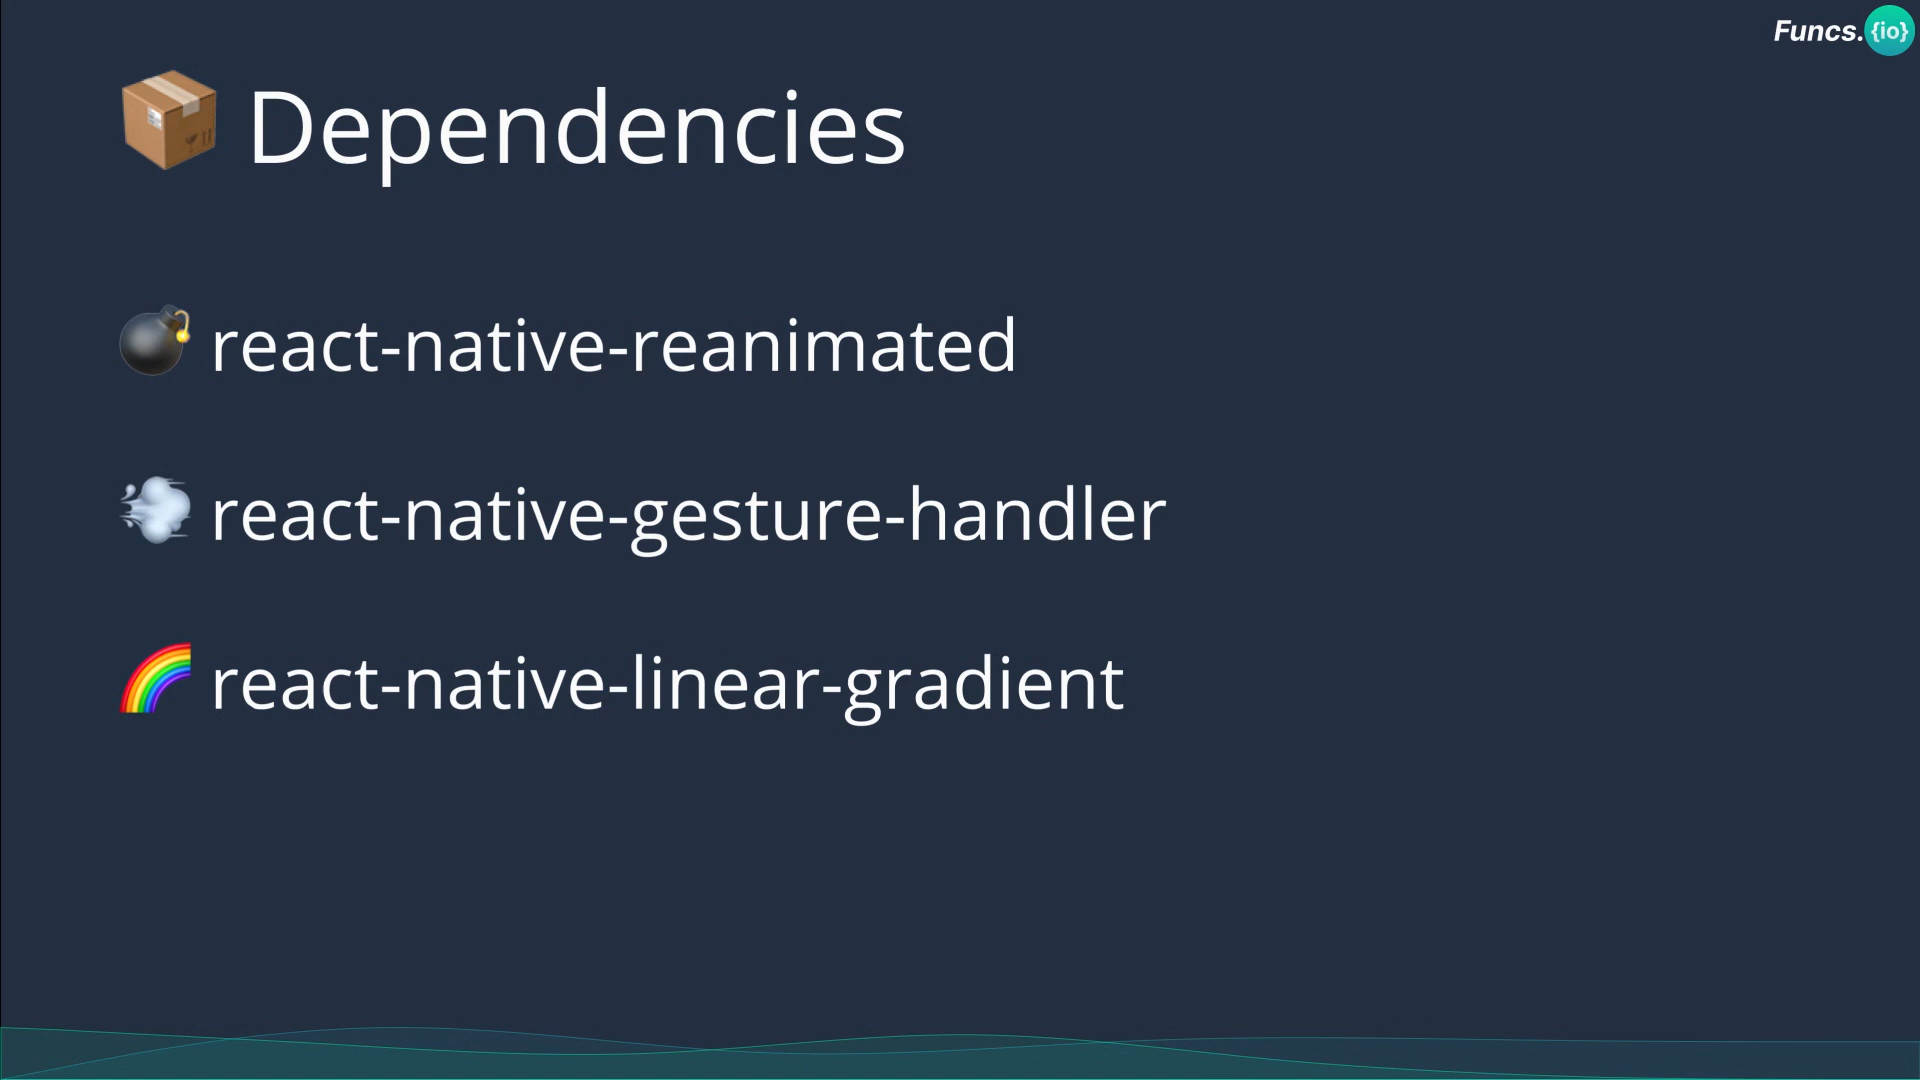 Funcs.{io}
📦 Dependencies
💣 react-native-reanimated
💨 react-native-gesture-handler
🌈 react-native-linear-gradient